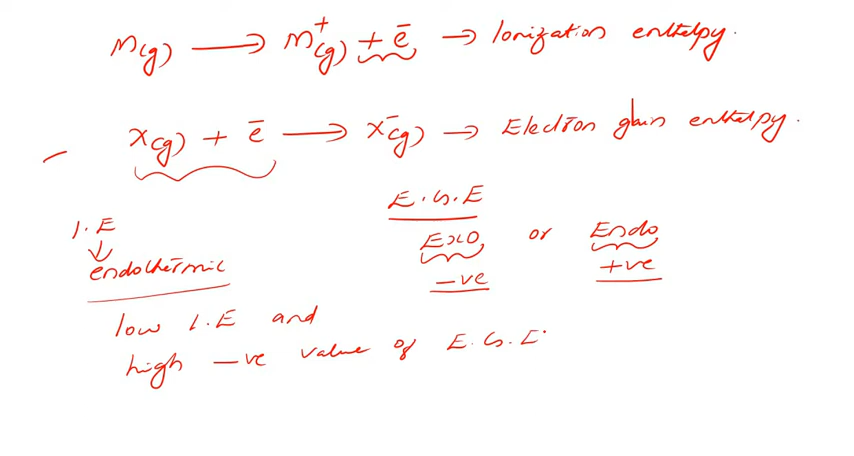 M(g) ⟶ M⁺(g) + ē → Ionization enthalpy.
X(g) + ē ⟶ X⁻(g) → Electron gain enthalpy.
I.E
↓
endothermic
E.G.E
Exo or Endo
-ve +ve
low I.E and
high -ve value of E.G.E